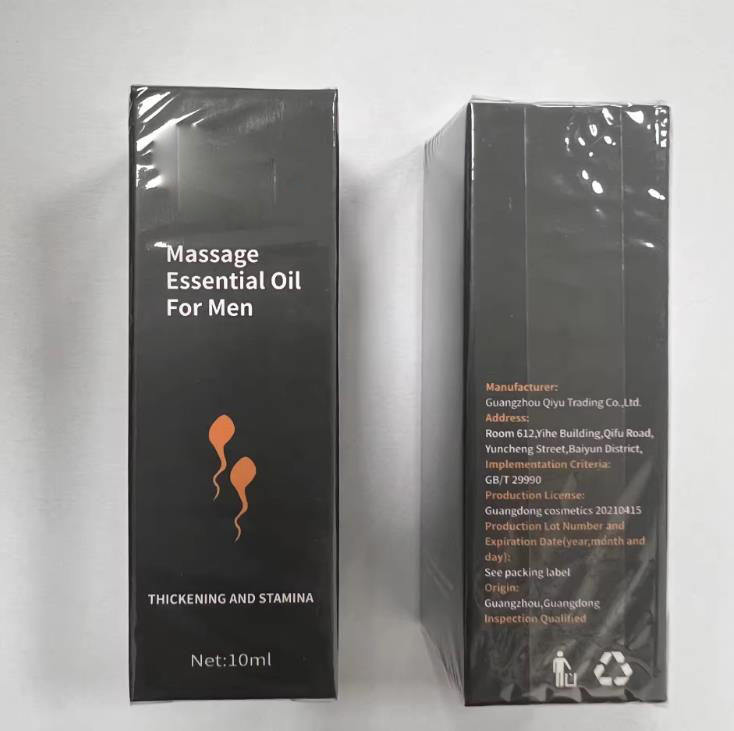 Massage
Essential Oil
For Men
THICKENING AND STAMINA
Net:10ml
Manufacturer:
Guangzhou Qiyu Trading Co.,Ltd.
Address:
Room 612,Yihe Building,Qifu Road,
Yuncheng Street,Baiyun District,
Implementation Criteria:
GB/T 29990
Production License:
Guangdong cosmetics 20210415
Production Lot Number and
Expiration Date(year,month and
day):
See packing label
Origin:
Guangzhou,Guangdong
Inspection Qualified